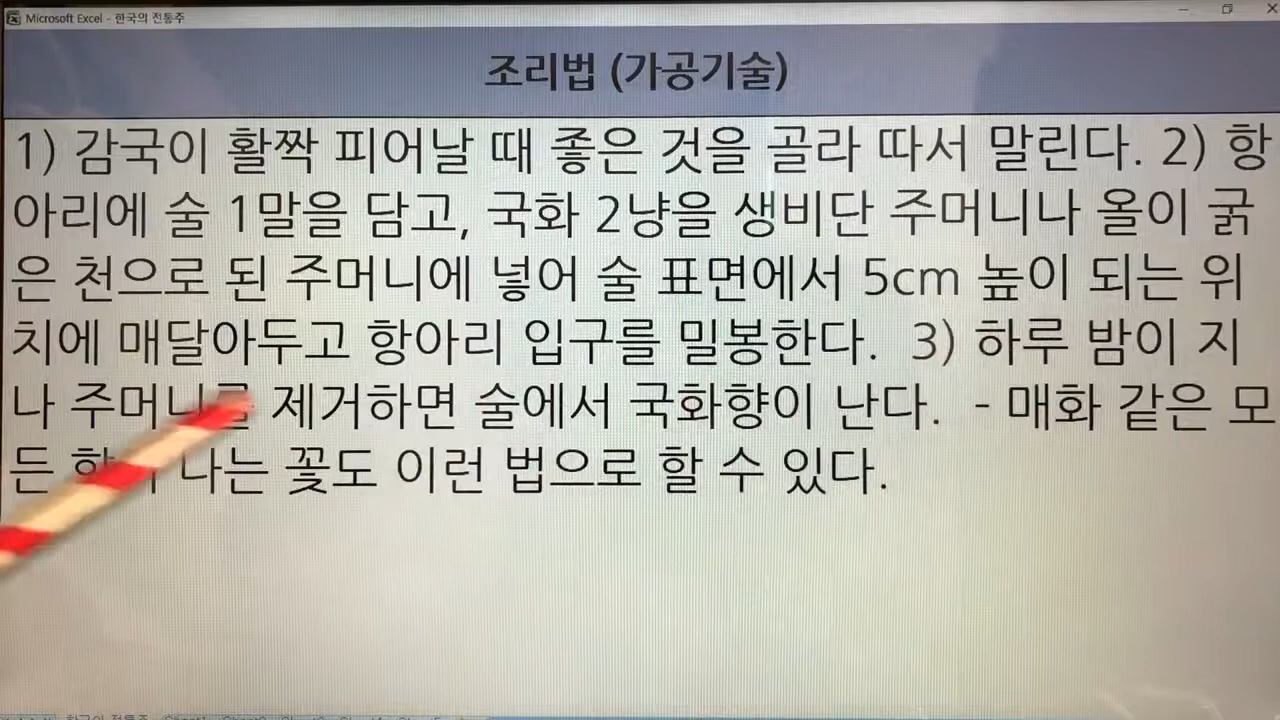 Microsoft Excel - 한국의 전통주
조리법 (가공기술)
1) 감국이 활짝 피어날 때 좋은 것을 골라 따서 말린다. 2) 항
아리에 술 1말을 담고, 국화 2냥을 생비단 주머니나 올이 굵
은 천으로 된 주머니에 넣어 술 표면에서 5cm 높이 되는 위
치에 매달아두고 항아리 입구를 밀봉한다. 3) 하루 밤이 지
나 주머니를 제거하면 술에서 국화향이 난다. - 매화 같은 모
든 나는 꽃도 이런 법으로 할 수 있다.